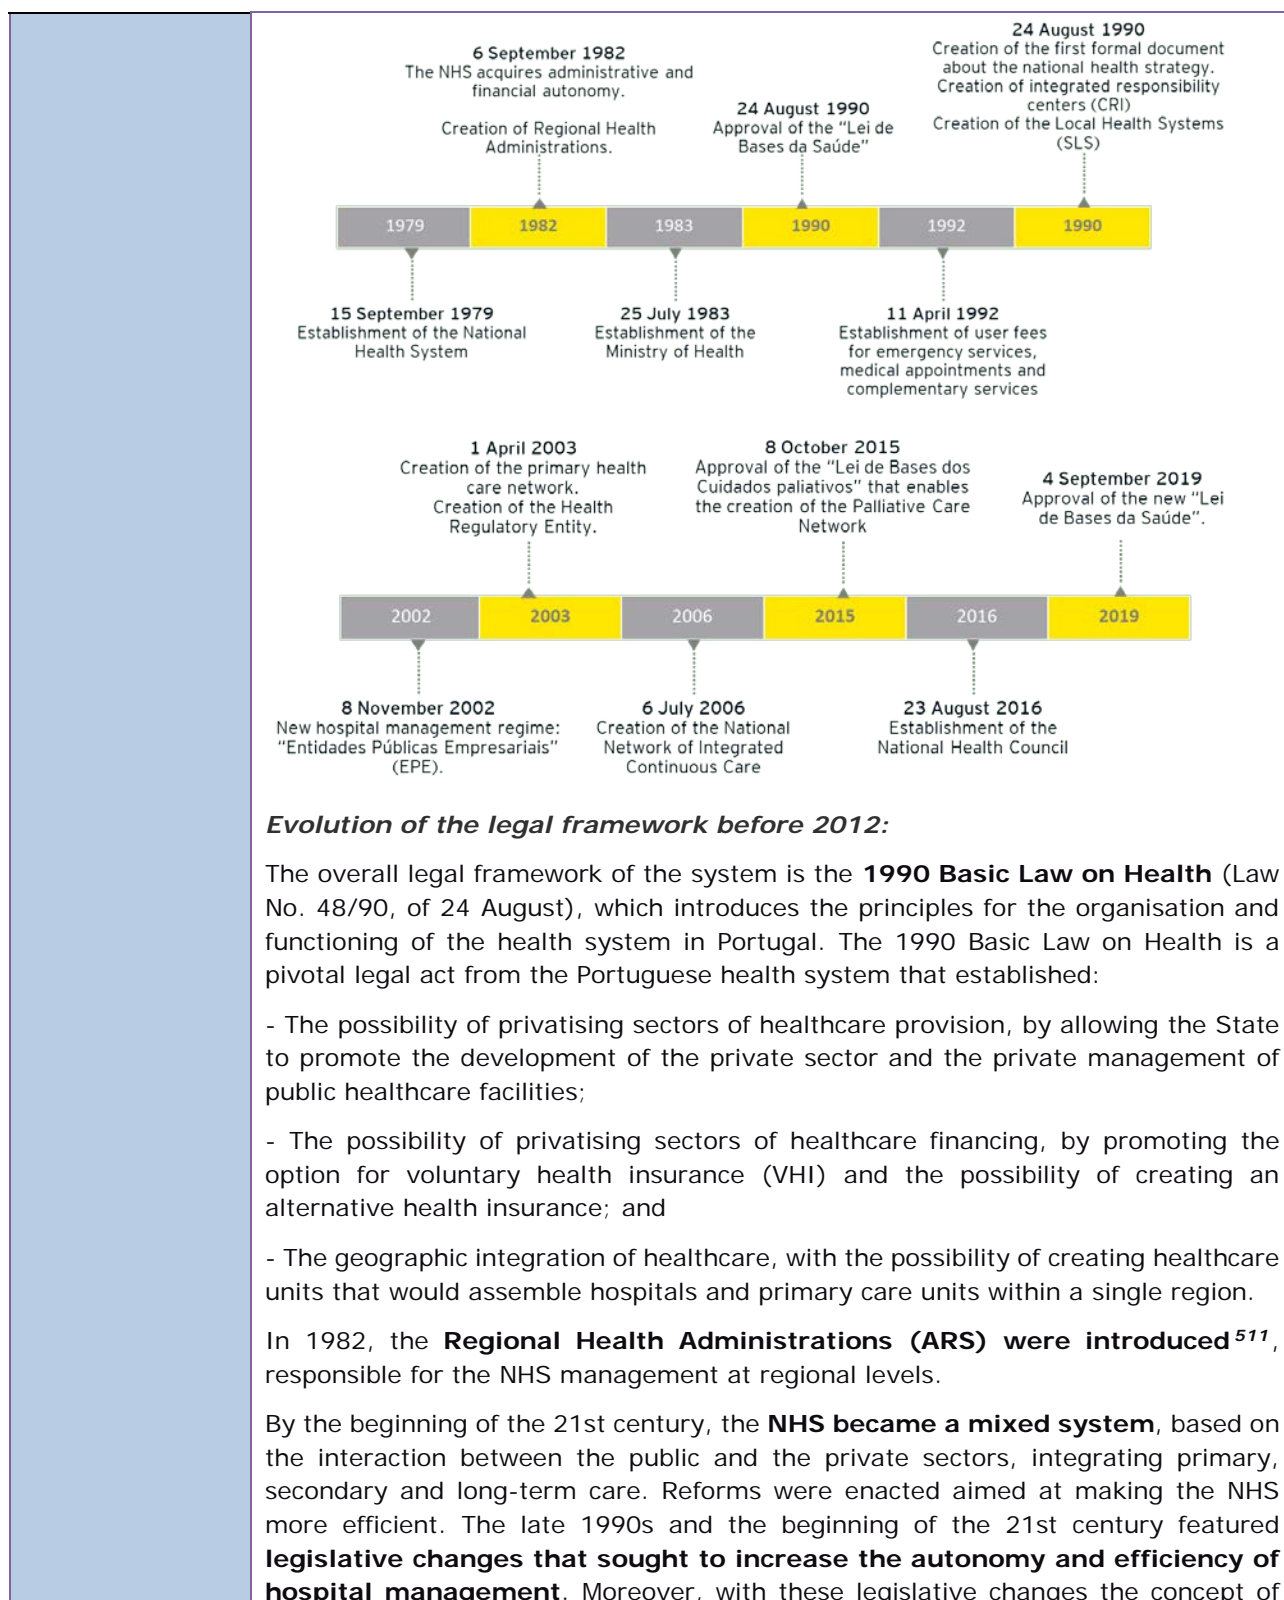 6 September 1982
The NHS acquires administrative and
financial autonomy.
Creation of Regional Health
Administrations.
24 August 1990
Approval of the “Lei de
Bases da Saúde”
24 August 1990
Creation of the first formal document
about the national health strategy.
Creation of integrated responsibility
centers (CRI)
Creation of the Local Health Systems
(SLS)
1979 1982 1983 1990 1992 1990
15 September 1979
Establishment of the National
Health System
25 July 1983
Establishment of the
Ministry of Health
11 April 1992
Establishment of user fees
for emergency services,
medical appointments and
complementary services
1 April 2003
Creation of the primary health
care network.
Creation of the Health
Regulatory Entity.
8 October 2015
Approval of the “Lei de Bases dos
Cuidados paliativos” that enables
the creation of the Palliative Care
Network
4 September 2019
Approval of the new “Lei
de Bases da Saúde”.
2002 2003 2006 2015 2016 2019
8 November 2002
New hospital management regime:
“Entidades Públicas Empresariais”
(EPE).
6 July 2006
Creation of the National
Network of Integrated
Continuous Care
23 August 2016
Establishment of the
National Health Council
Evolution of the legal framework before 2012:
The overall legal framework of the system is the 1990 Basic Law on Health (Law
No. 48/90, of 24 August), which introduces the principles for the organisation and
functioning of the health system in Portugal. The 1990 Basic Law on Health is a
pivotal legal act from the Portuguese health system that established:
- The possibility of privatising sectors of healthcare provision, by allowing the State
to promote the development of the private sector and the private management of
public healthcare facilities;
- The possibility of privatising sectors of healthcare financing, by promoting the
option for voluntary health insurance (VHI) and the possibility of creating an
alternative health insurance; and
- The geographic integration of healthcare, with the possibility of creating healthcare
units that would assemble hospitals and primary care units within a single region.
In 1982, the Regional Health Administrations (ARS) were introduced511,
responsible for the NHS management at regional levels.
By the beginning of the 21st century, the NHS became a mixed system, based on
the interaction between the public and the private sectors, integrating primary,
secondary and long-term care. Reforms were enacted aimed at making the NHS
more efficient. The late 1990s and the beginning of the 21st century featured
legislative changes that sought to increase the autonomy and efficiency of
hospital management. Moreover, with these legislative changes the concept of